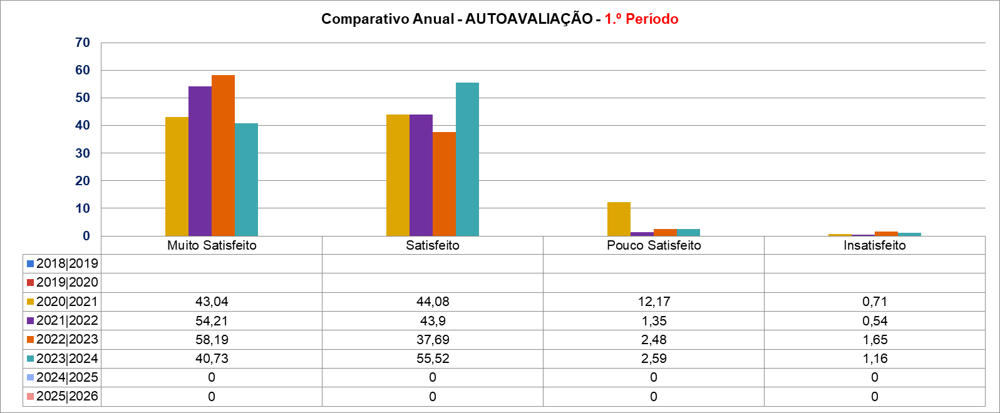 Comparativo Anual - AUTOAVALIAÇÃO - 1.º Período
70
60
50
40
30
20
10
0
Muito Satisfeito Satisfeito Pouco Satisfeito Insatisfeito
2018|2019
2019|2020
2020|2021 43,04 44,08 12,17 0,71
2021|2022 54,21 43,9 1,35 0,54
2022|2023 58,19 37,69 2,48 1,65
2023|2024 40,73 55,52 2,59 1,16
2024|2025 0 0 0 0
2025|2026 0 0 0 0